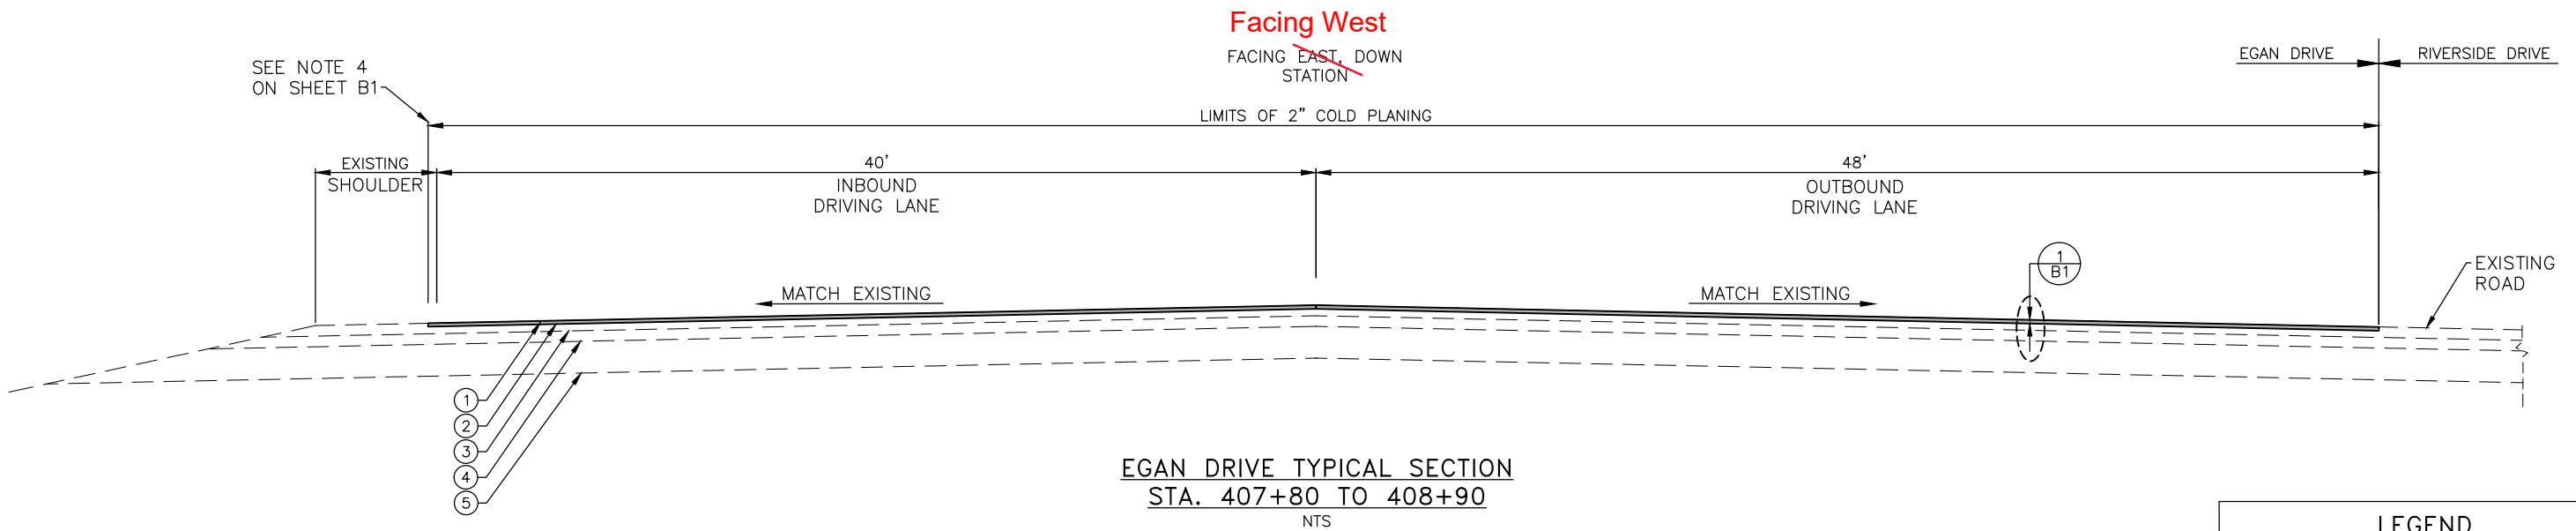 Facing West
FACING EAST, DOWN
STATION
SEE NOTE 4
ON SHEET B1
EGAN DRIVE
RIVERSIDE DRIVE
LIMITS OF 2" COLD PLANING
EXISTING
SHOULDER
40'
INBOUND
DRIVING LANE
48'
OUTBOUND
DRIVING LANE
1
B1
MATCH EXISTING
MATCH EXISTING
EXISTING
ROAD
1
2
3
4
5
EGAN DRIVE TYPICAL SECTION
STA. 407+80 TO 408+90
NTS
LEGEND